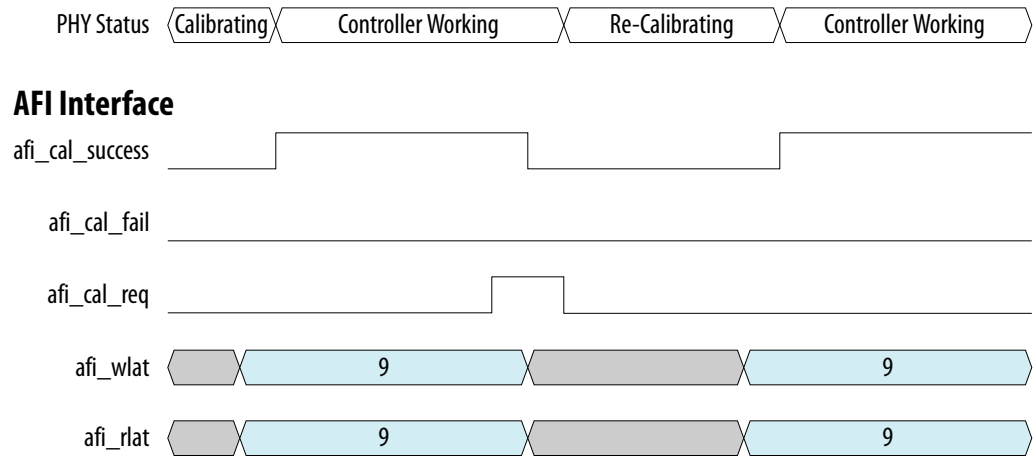 PHY Status Calibrating Controller Working Re-Calibrating Controller Working
AFI Interface
afi_cal_success
afi_cal_fail
afi_cal_req
afi_wlat 9 9
afi_rlat 9 9